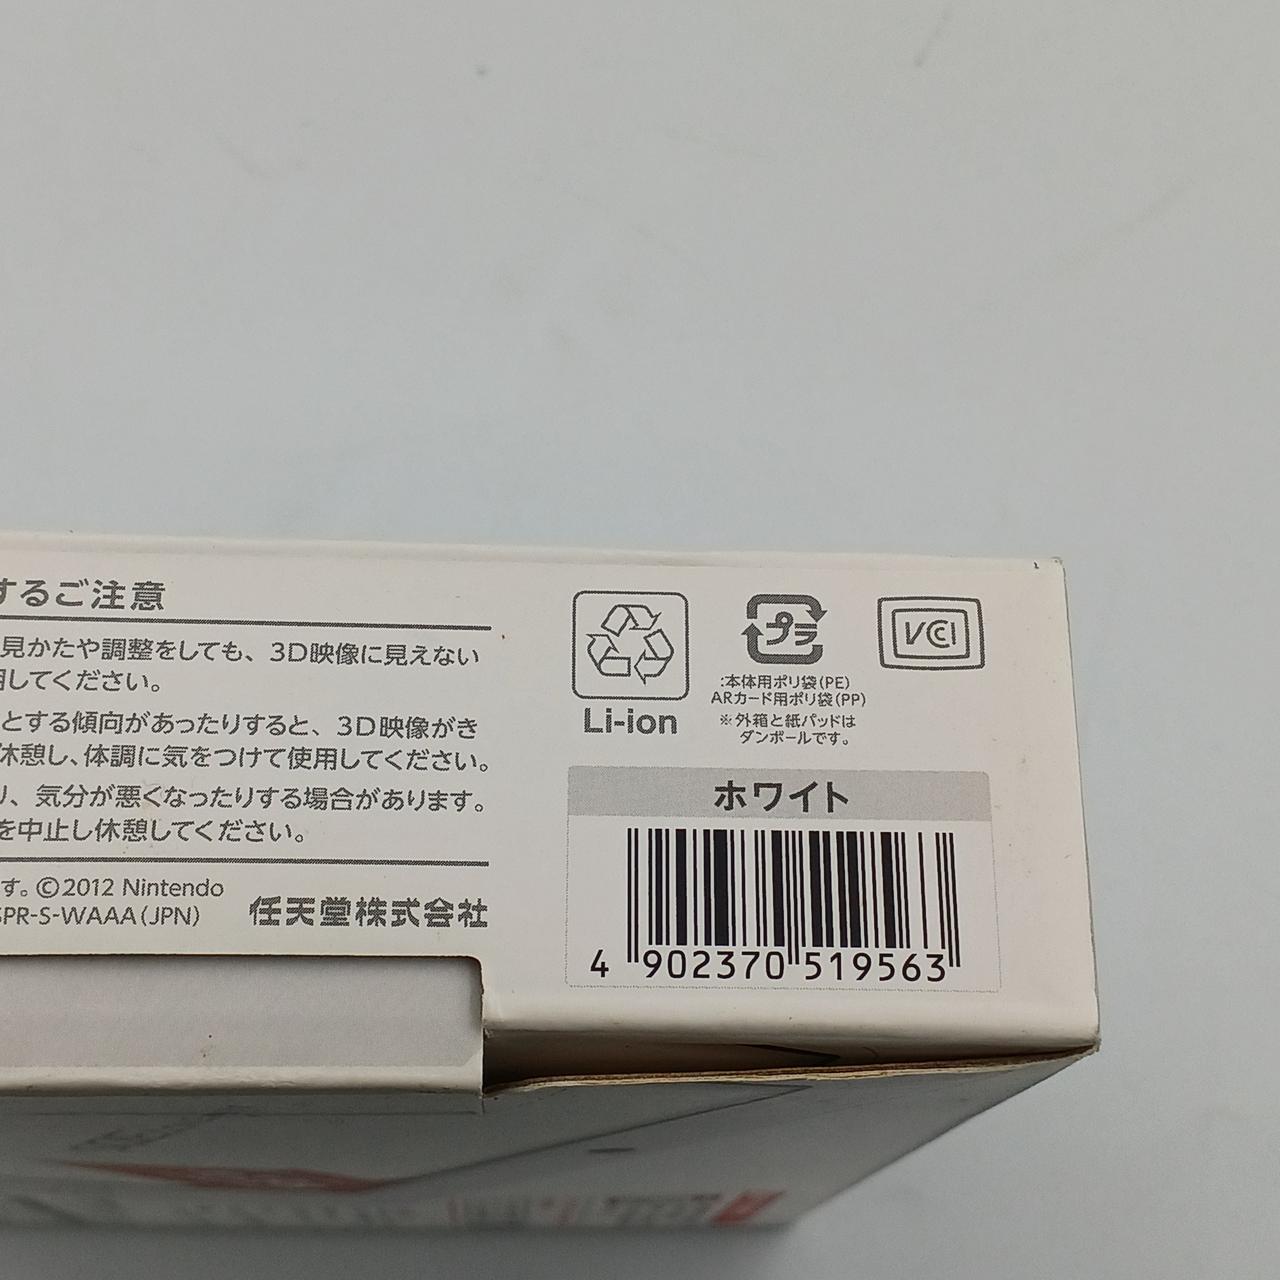 するご注意
見かたや調整をしても、3D映像に見えない
用してください。
とする傾向があったりすると、3D映像がき
休憩し、体調に気をつけて使用してください。
り、気分が悪くなったりする場合があります。
を中止し休憩してください。
す。©2012 Nintendo
SPR-S-WAAA(JPN)
任天堂株式会社
Li-ion
プラ
:本体用ポリ袋(PE)
ARカード用ポリ袋(PP)
※外箱と紙パッドは
ダンボールです。
VCCI
ホワイト
4 902370 519563